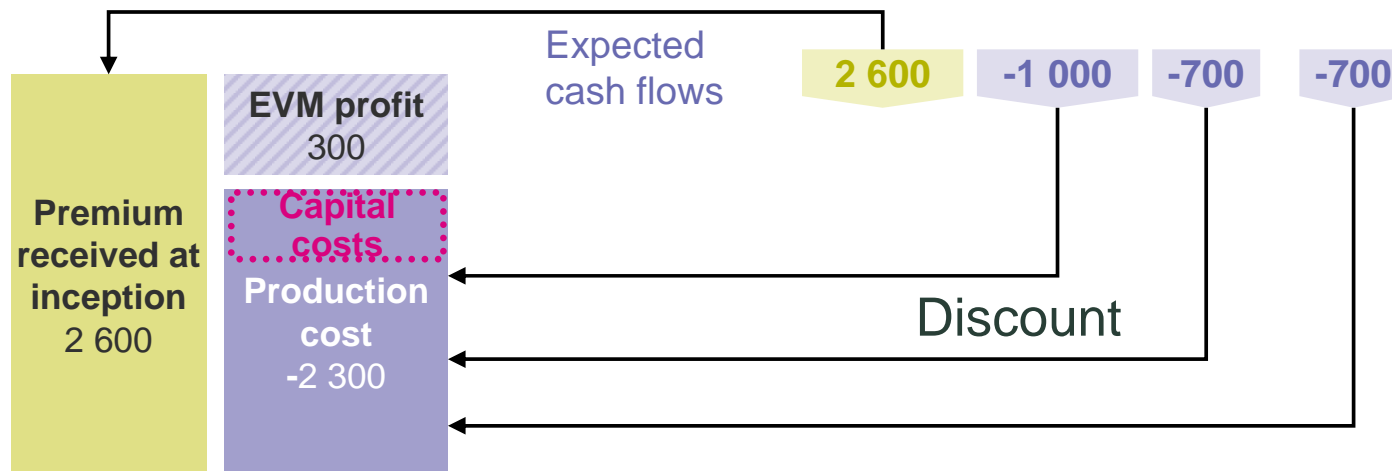 Expected
cash flows
2 600
-1 000
-700
-700
Premium
received at
inception
2 600
EVM profit
300
Capital
costs
Production
cost
-2 300
Discount